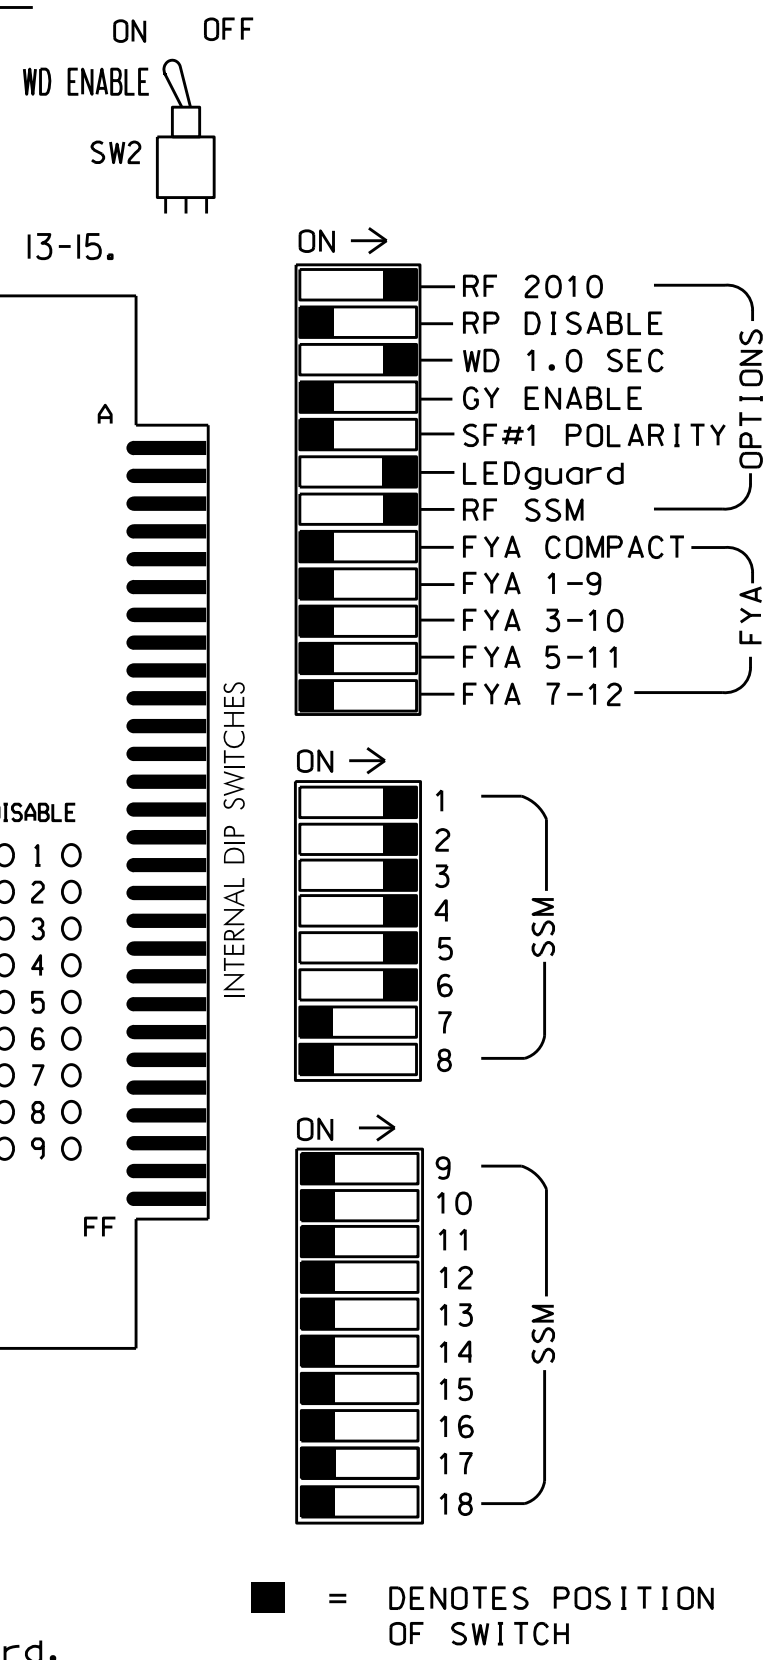 ON OFF
WD ENABLE
SW2
13-15.
ON
RF 2010
RP DISABLE
WD 1.0 SEC
GY ENABLE
SF#1 POLARITY
LEDguard
RF SSM
OPTIONS
FYA COMPACT
FYA 1-9
FYA 3-10
FYA 5-11
FYA 7-12
FYA
A
FF
INTERNAL DIP SWITCHES
ISABLE
1
2
3
4
5
6
7
8
9
ON
1
2
3
4
5
6
7
8
SSM
ON
9
10
11
12
13
14
15
16
17
18
SSM
= DENOTES POSITION
OF SWITCH
rd.